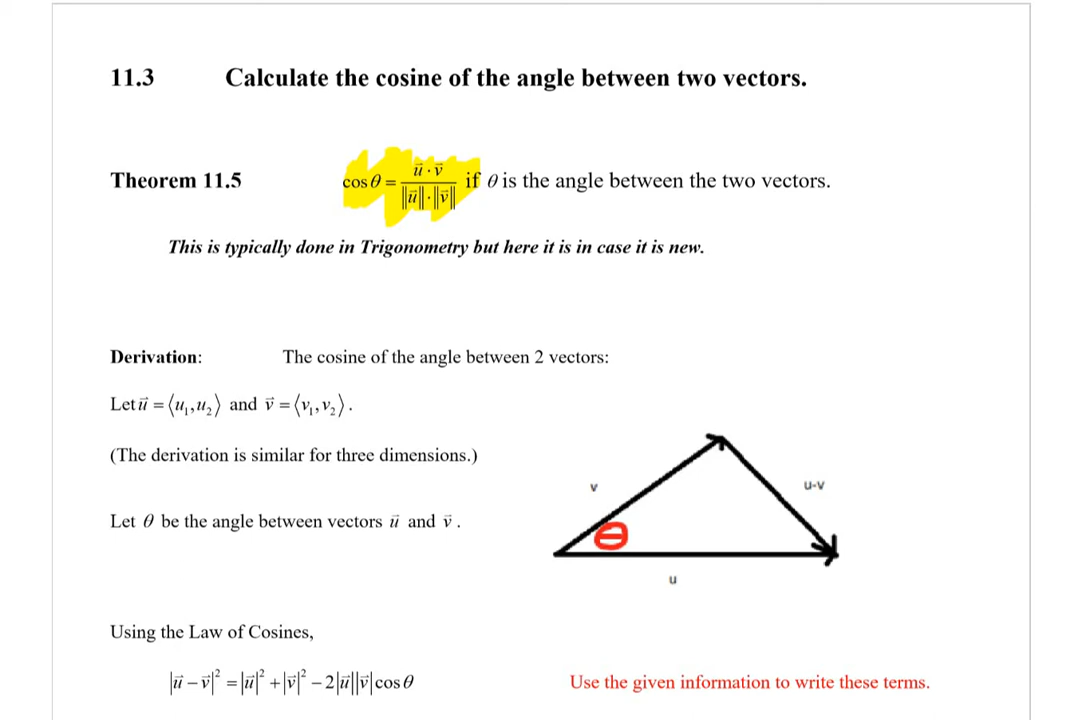 11.3 Calculate the cosine of the angle between two vectors.
Theorem 11.5 cos θ = (u⃗ · v⃗) / (‖u⃗‖ · ‖v⃗‖) if θ is the angle between the two vectors.
This is typically done in Trigonometry but here it is in case it is new.
Derivation: The cosine of the angle between 2 vectors:
Let u⃗ = ⟨u₁, u₂⟩ and v⃗ = ⟨v₁, v₂⟩.
(The derivation is similar for three dimensions.)
v
u-v
Let θ be the angle between vectors u⃗ and v⃗.
θ
u
Using the Law of Cosines,
|u⃗ − v⃗|² = |u⃗|² + |v⃗|² − 2|u⃗||v⃗| cos θ Use the given information to write these terms.